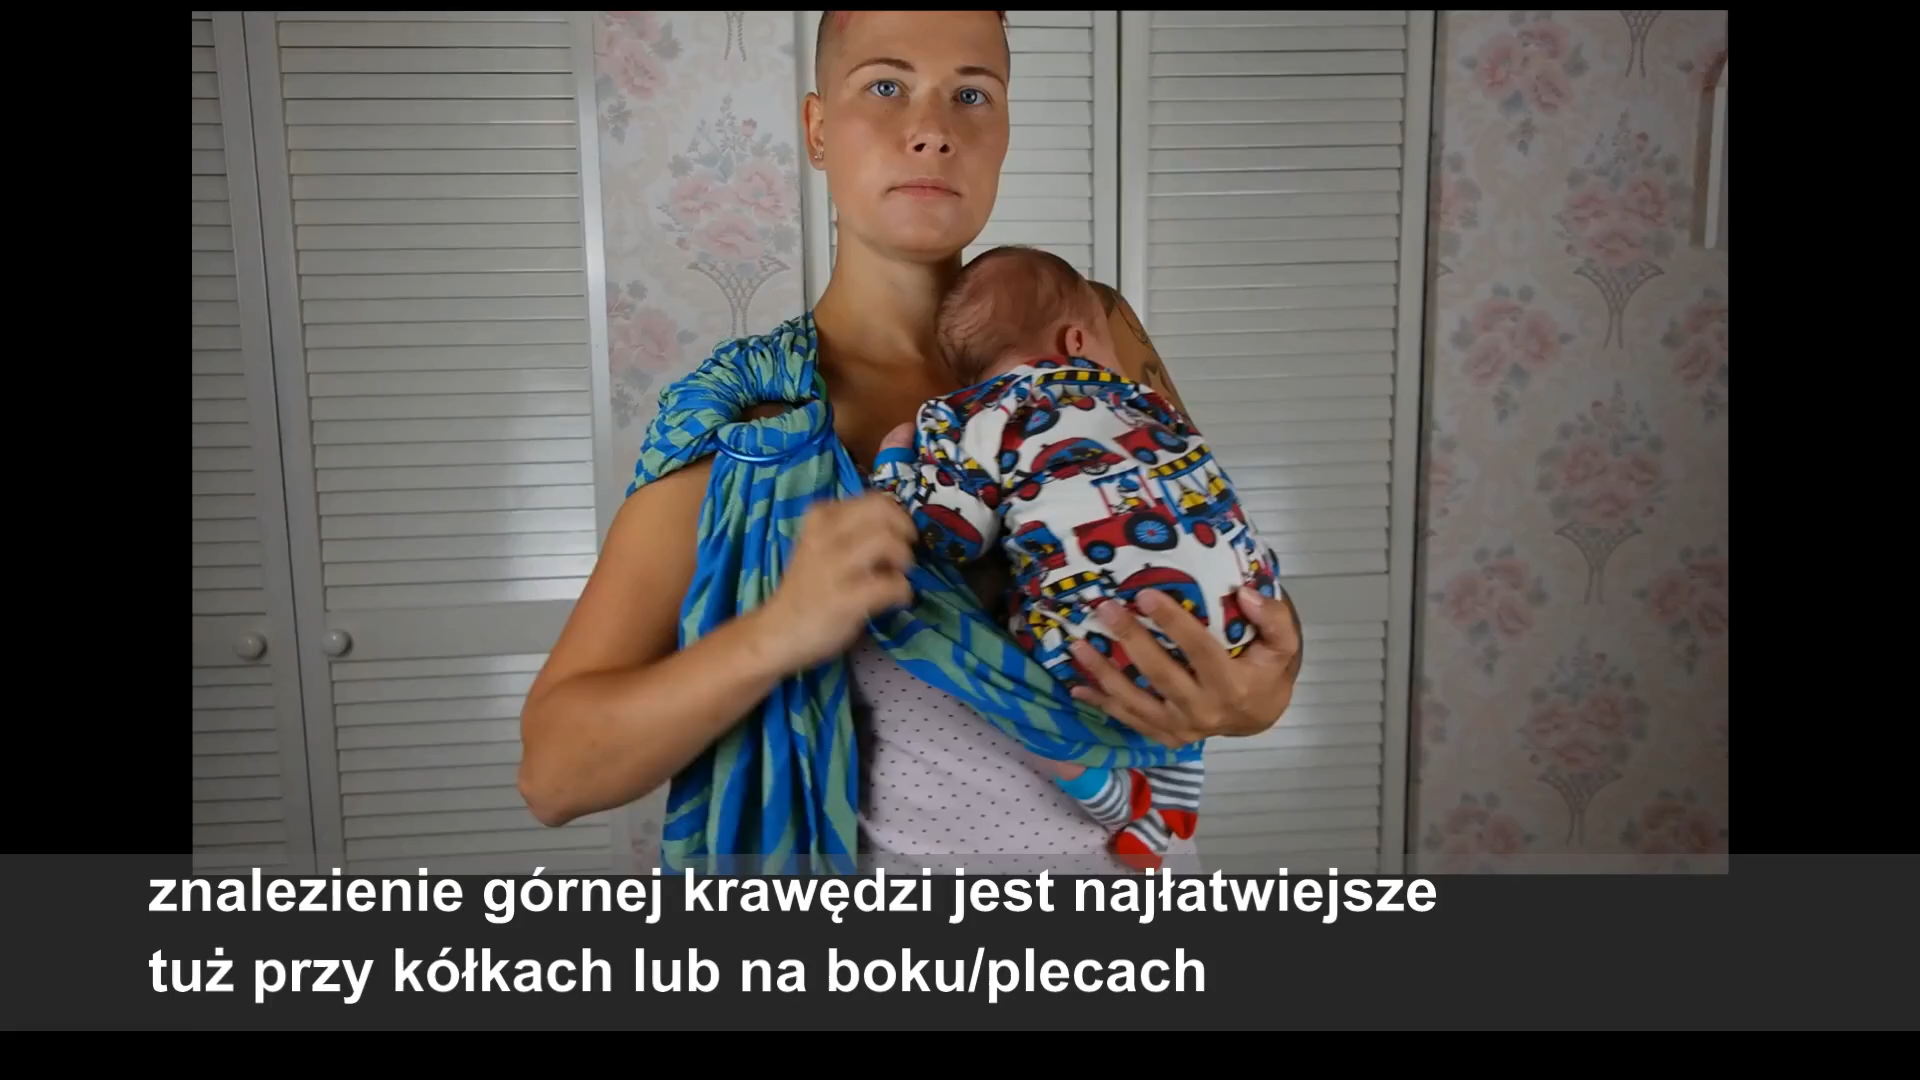 znalezienie górnej krawędzi jest najłatwiejsze
tuż przy kółkach lub na boku/plecach